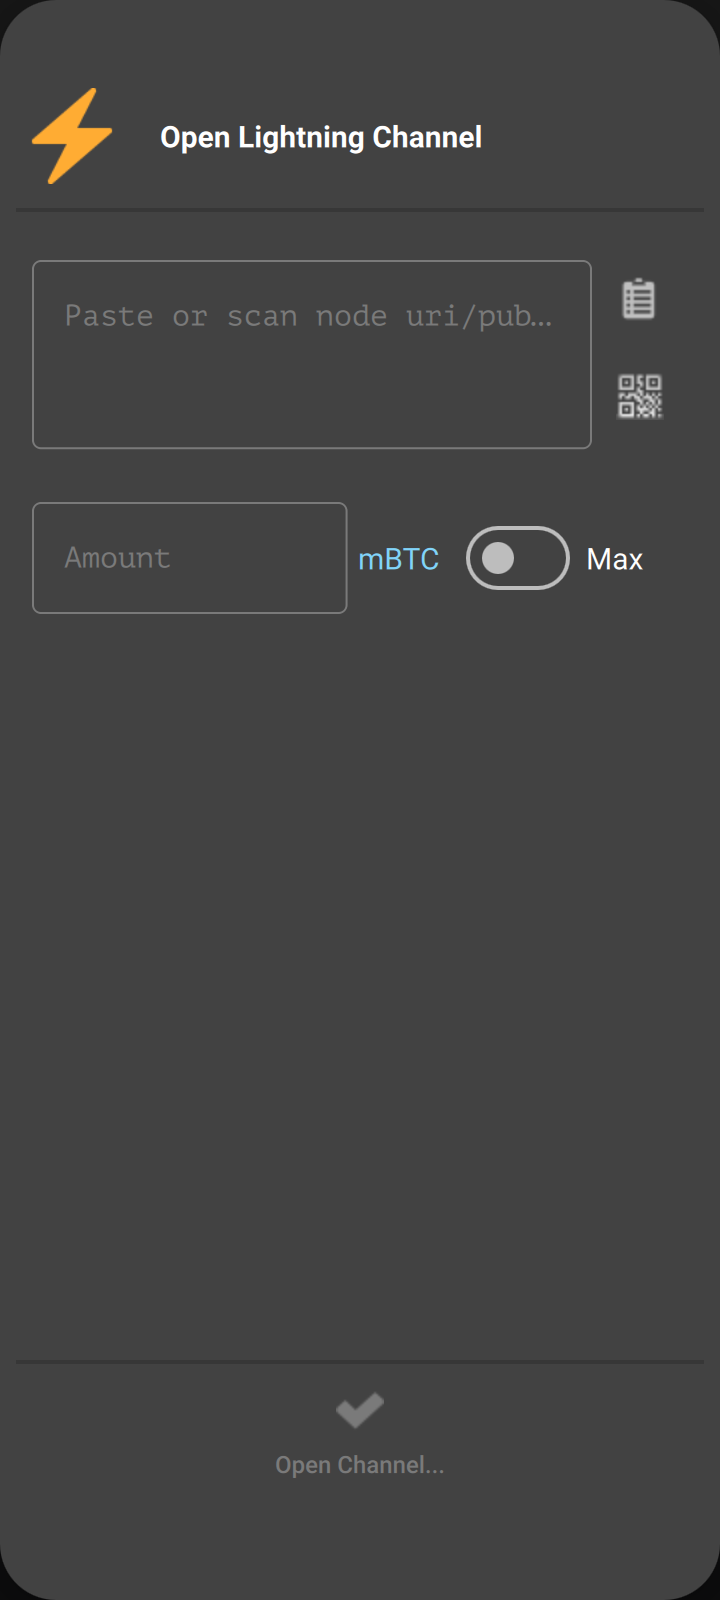 Open Lightning Channel
Paste or scan node uri/pub...
Amount
mBTC
Max
Open Channel...